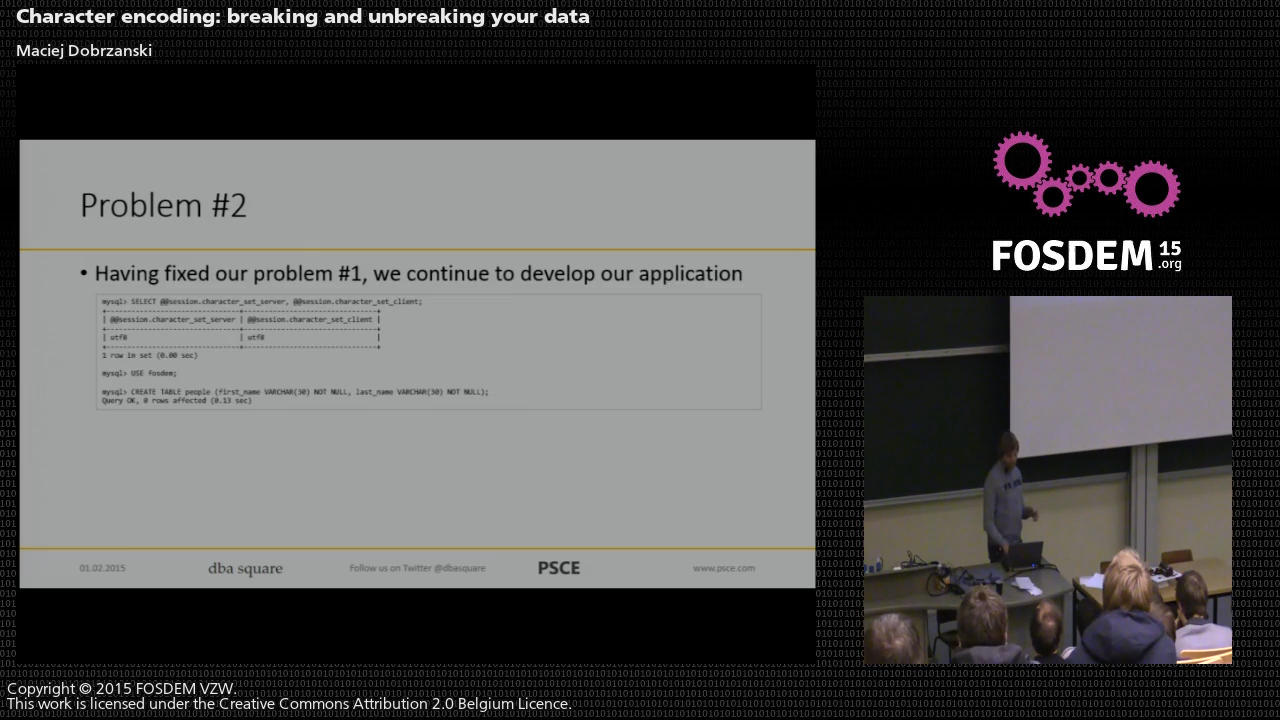 Character encoding: breaking and unbreaking your data
Maciej Dobrzanski
Problem #2
• Having fixed our problem #1, we continue to develop our application
mysql> SELECT @@session.character_set_server, @@session.character_set_client;
+--------------------------------+--------------------------------+
| @@session.character_set_server | @@session.character_set_client |
+--------------------------------+--------------------------------+
| utf8 | utf8 |
+--------------------------------+--------------------------------+
1 row in set (0.00 sec)
mysql> USE fosdem;
mysql> CREATE TABLE people (first_name VARCHAR(30) NOT NULL, last_name VARCHAR(30) NOT NULL);
Query OK, 0 rows affected (0.13 sec)
01.02.2015
dba square
Follow us on Twitter @dbasquare
PSCE
www.psce.com
FOSDEM 15
.org
Copyright © 2015 FOSDEM VZW.
This work is licensed under the Creative Commons Attribution 2.0 Belgium Licence.